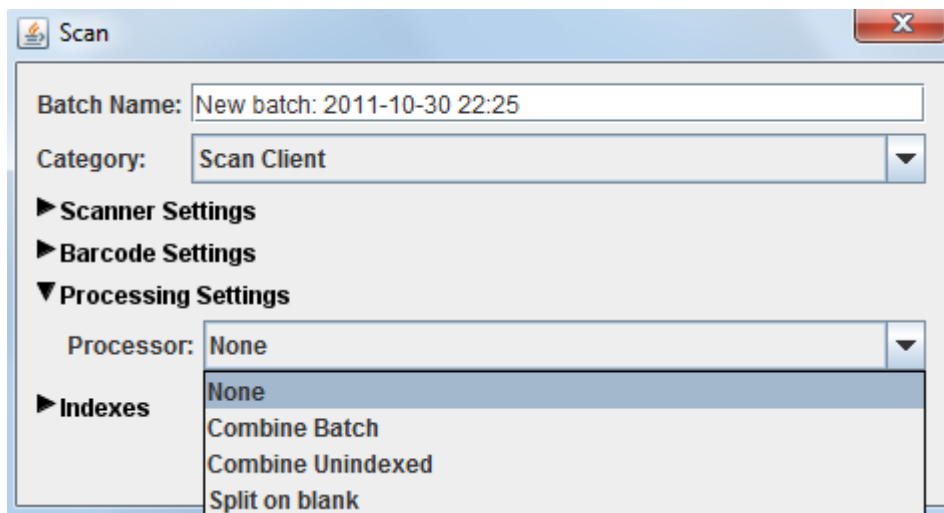 Scan
Batch Name: New batch: 2011-10-30 22:25
Category: Scan Client
Scanner Settings
Barcode Settings
Processing Settings
Processor: None
None
Indexes
Combine Batch
Combine Unindexed
Split on blank